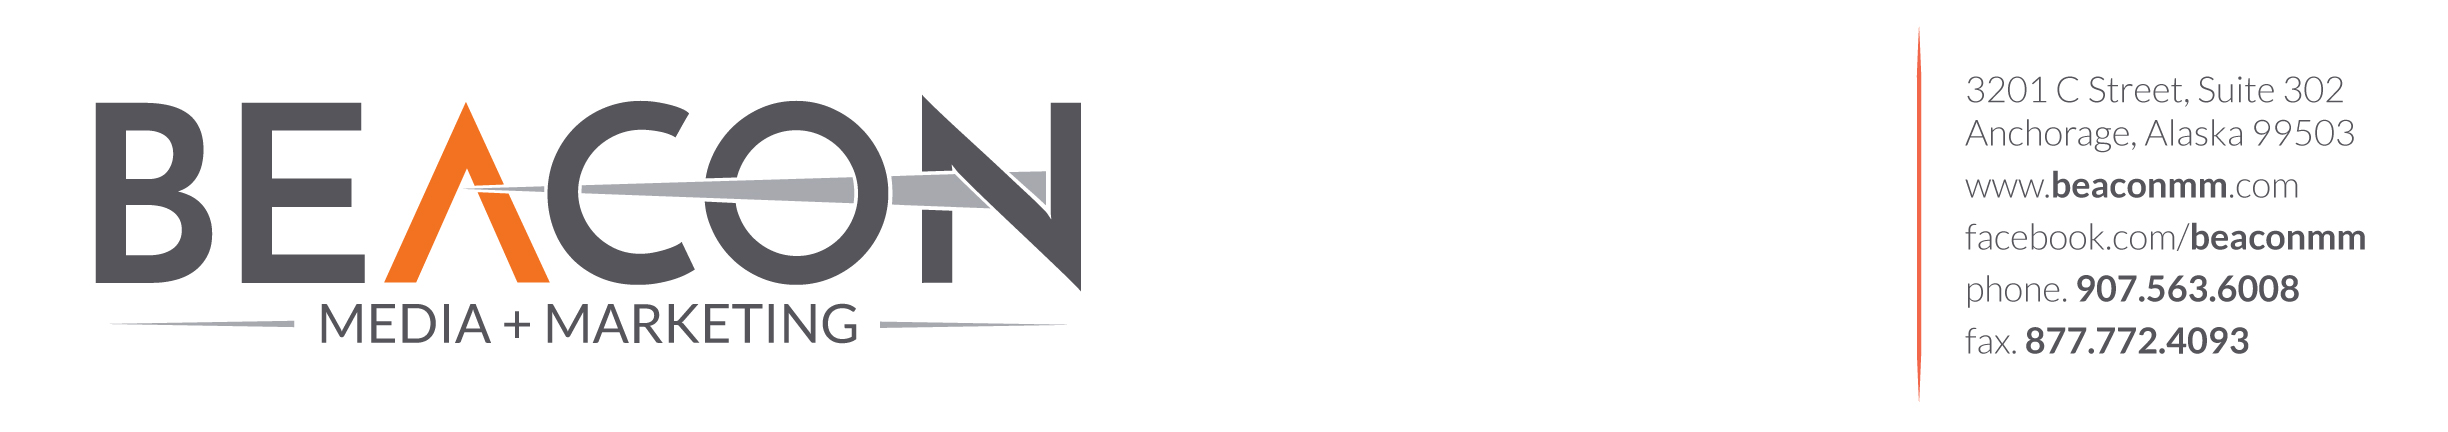 BEACON
MEDIA + MARKETING
3201 C Street, Suite 302
Anchorage, Alaska 99503
www.beaconmm.com
facebook.com/beaconmm
phone. 907.563.6008
fax. 877.772.4093